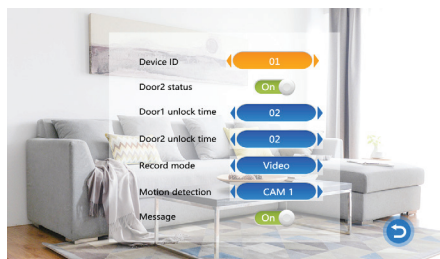 Device ID 01
Door2 status On
Door1 unlock time 02
Door2 unlock time 02
Record mode Video
Motion detection CAM 1
Message On